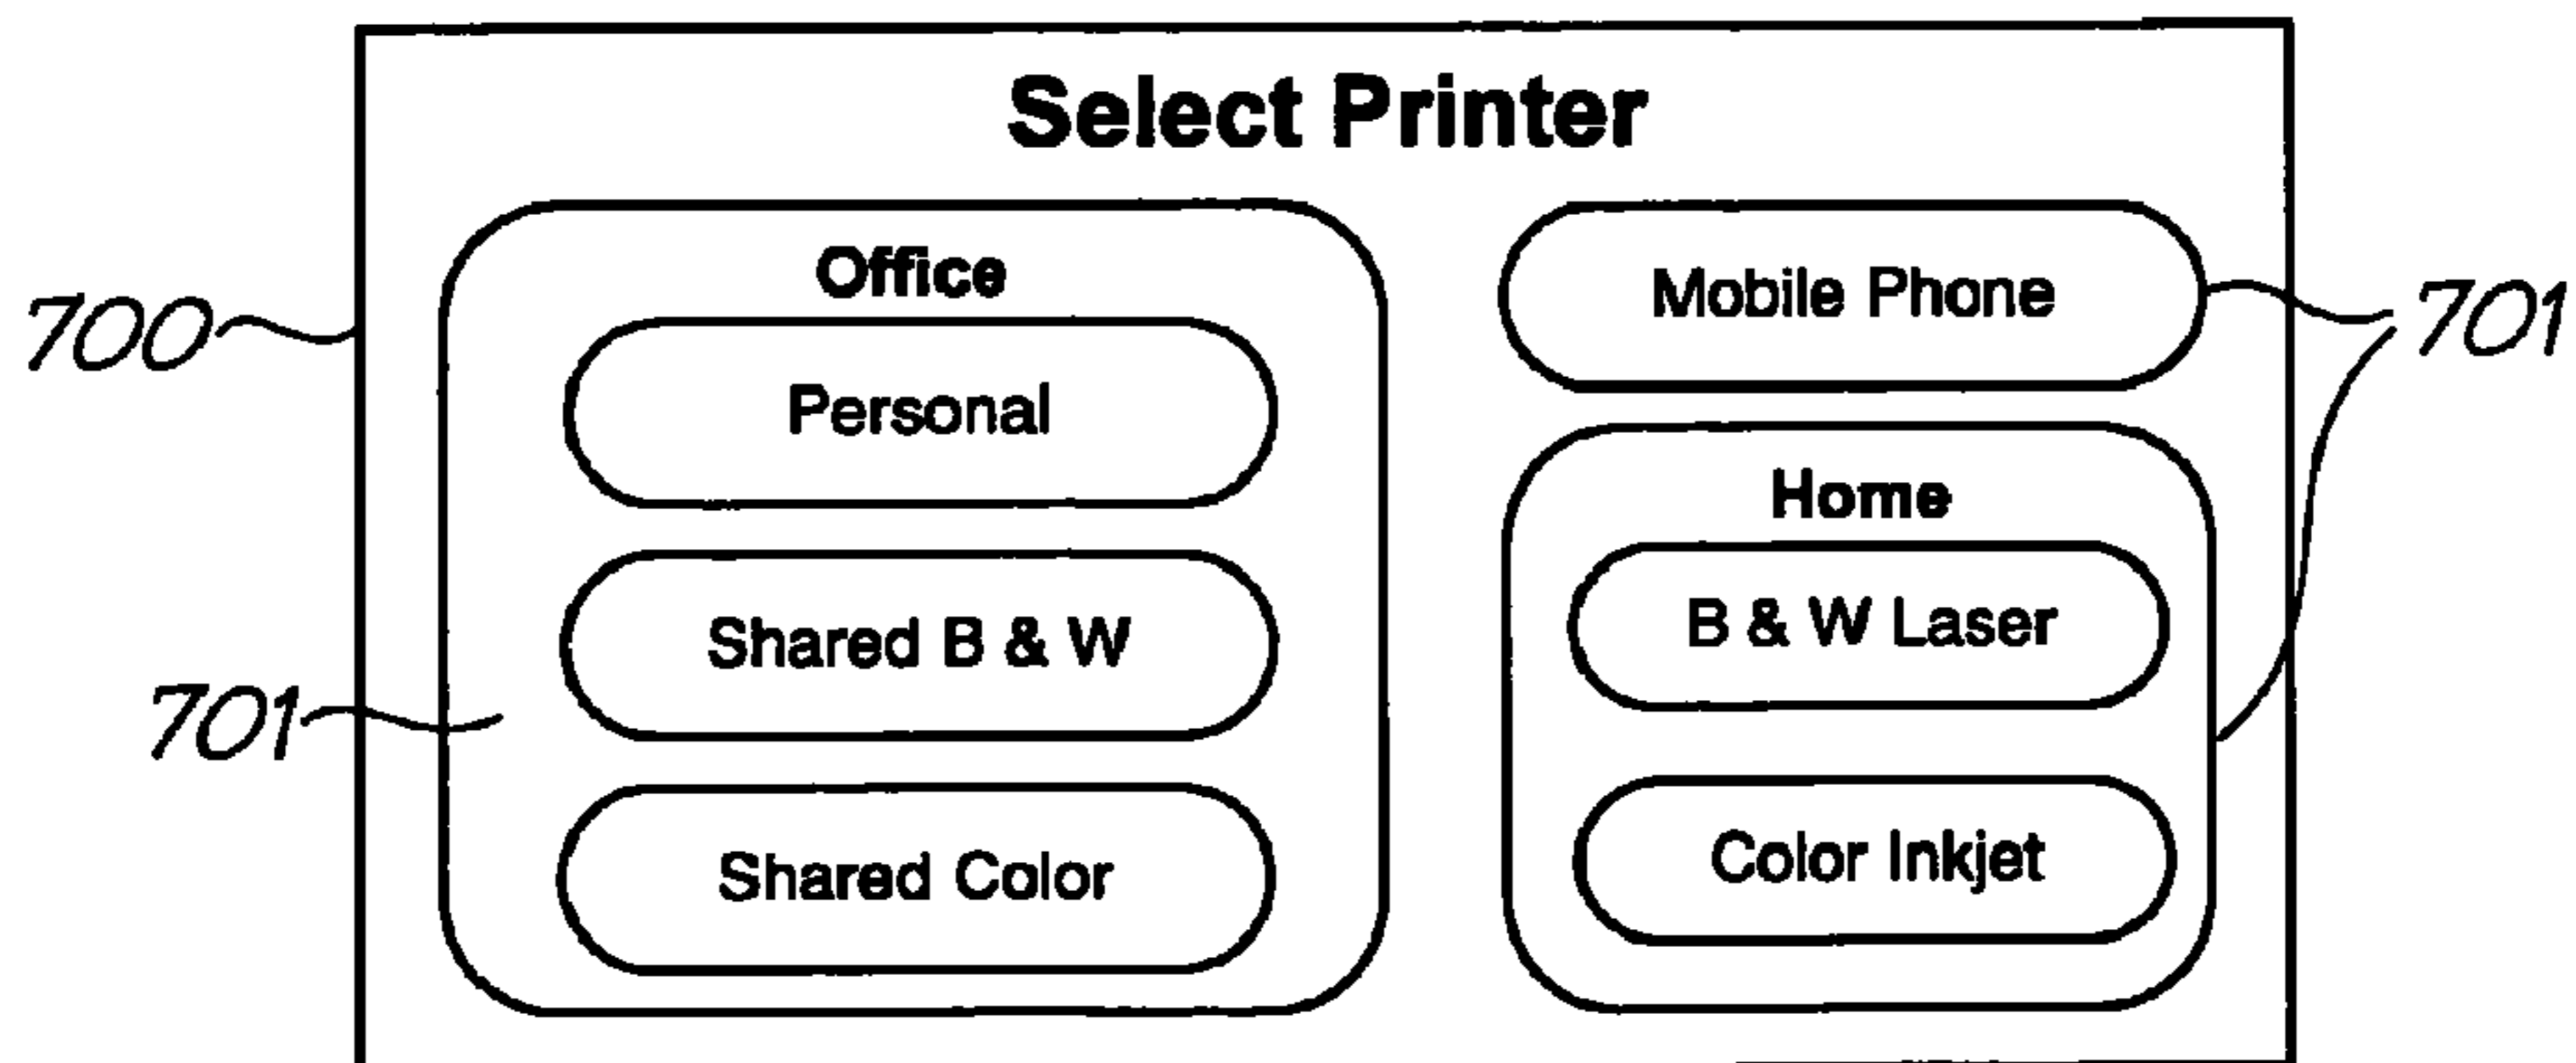 Select Printer
Office
Personal
Shared B & W
Shared Color
Mobile Phone
Home
B & W Laser
Color Inkjet
700
701
701